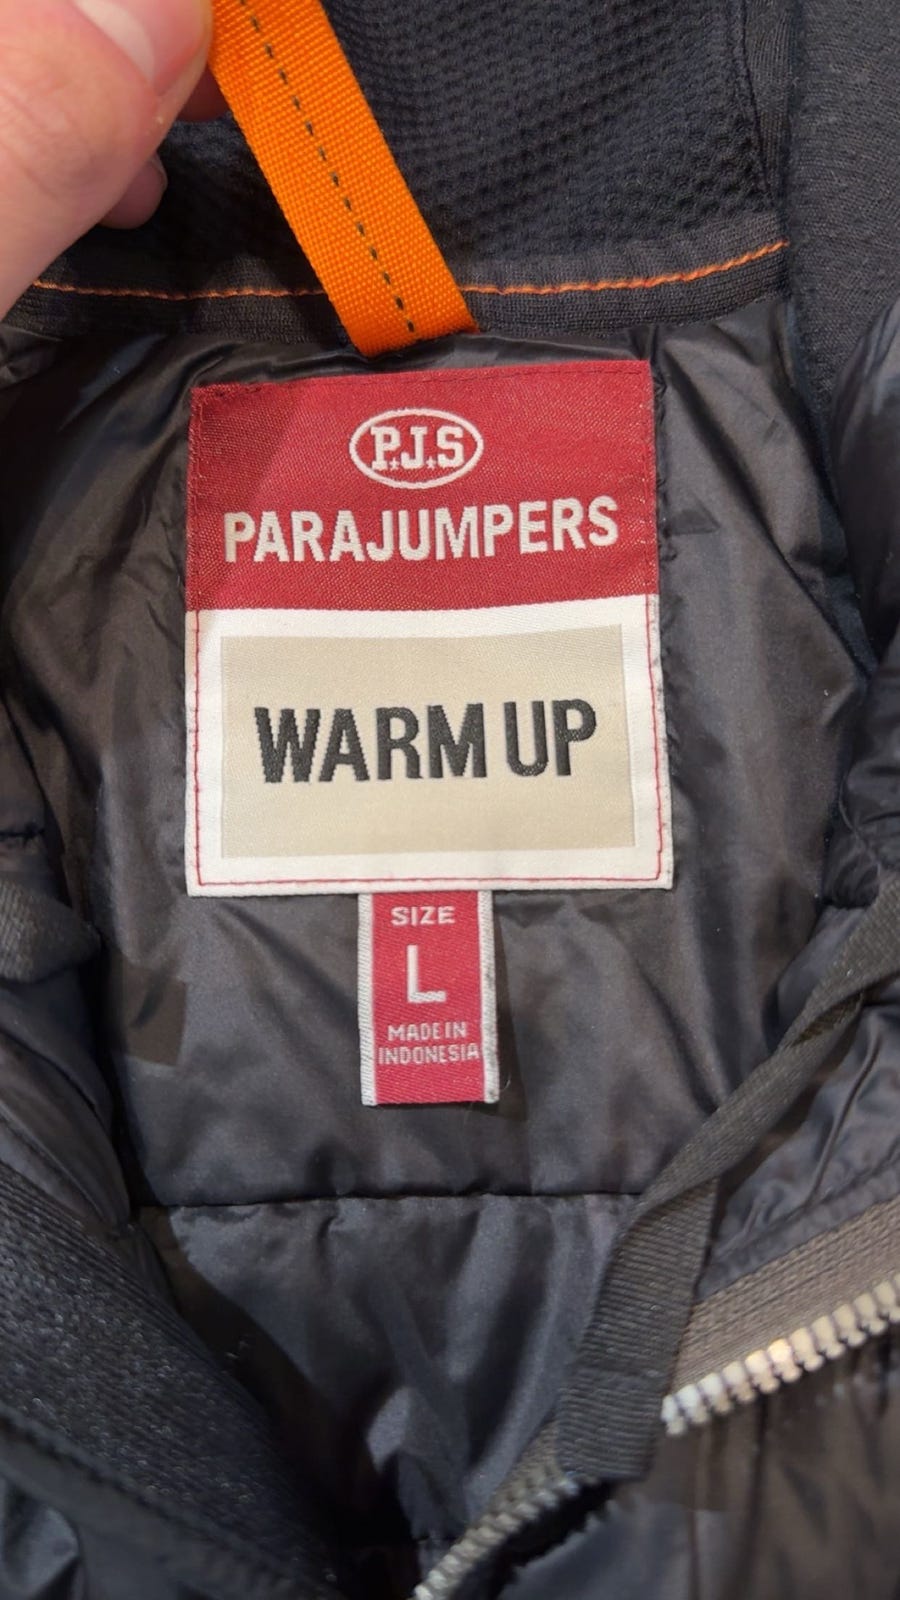 P.J.S
PARAJUMPERS
WARM UP
SIZE
L
MADE IN
INDONESIA